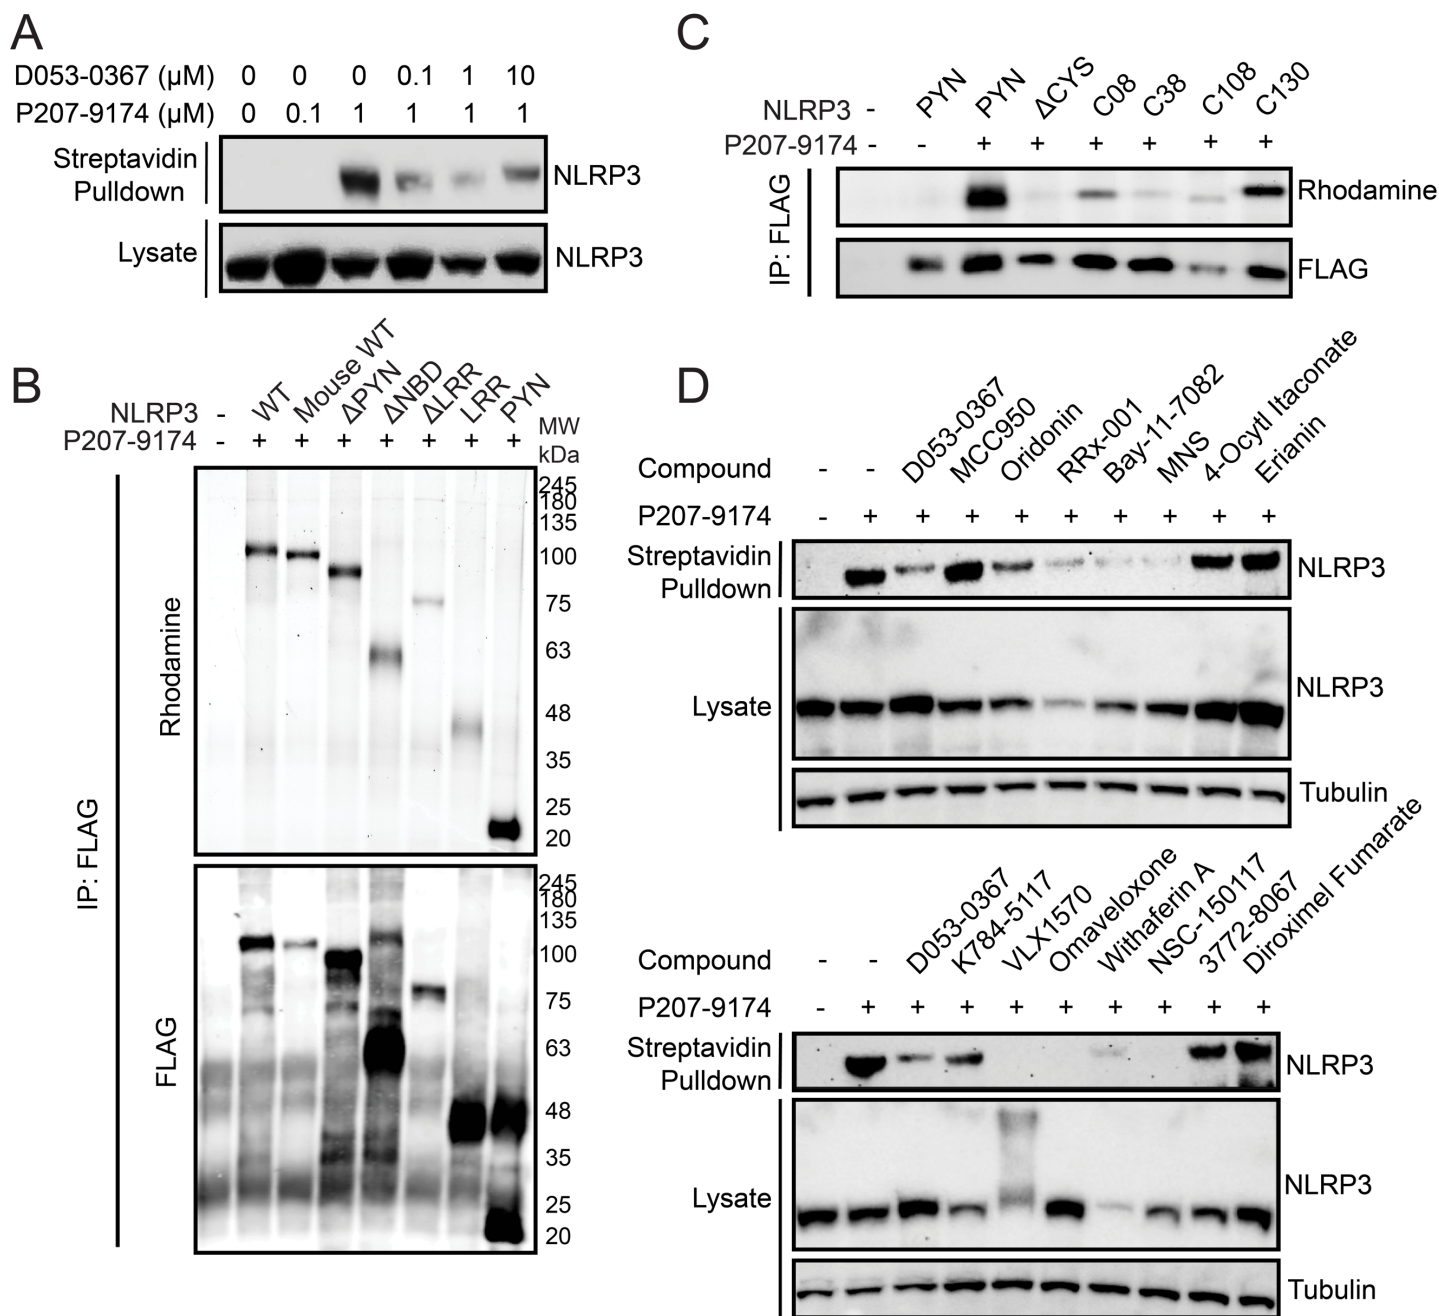 A
D053-0367 (μM) 0 0 0 0.1 1 10
P207-9174 (μM) 0 0.1 1 1 1 1
Streptavidin
Pulldown
NLRP3
Lysate
NLRP3
B
NLRP3 - WT Mouse WT ΔPYN ΔNBD ΔLRR LRR PYN
P207-9174 - + + + + + + +
MW
kDa
IP: FLAG
Rhodamine
245
180
135
100
75
63
48
35
25
20
FLAG
245
180
135
100
75
63
48
35
25
20
C
NLRP3 - PYN PYN ΔCYS C08 C38 C108 C130
P207-9174 - - + + + + + +
IP: FLAG
Rhodamine
FLAG
D
Compound - - D053-0367 MCC950 Oridonin RRx-001 Bay-11-7082 MNS 4-Ocytl Itaconate Erianin
P207-9174 - + + + + + + + + +
Streptavidin
Pulldown
NLRP3
Lysate
NLRP3
Tubulin
Compound - - D053-0367 K784-5117 VLX1570 Omaveloxone Withaferin A NSC-150117 3772-8067 Diroximel Fumarate
P207-9174 - + + + + + + + + +
Streptavidin
Pulldown
NLRP3
Lysate
NLRP3
Tubulin